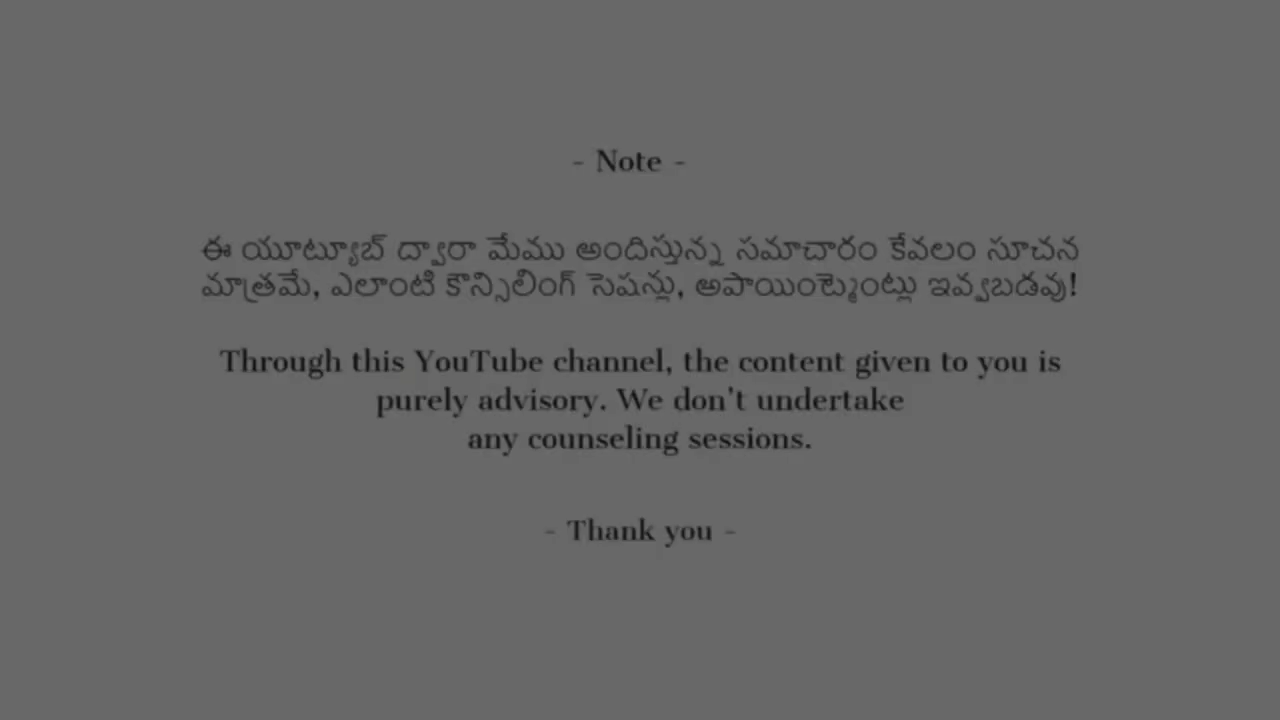 - Note -
ఈ యూట్యూబ్ ద్వారా మేము అందిస్తున్న సమాచారం కేవలం సూచన
మాత్రమే, ఎలాంటి కౌన్సిలింగ్ సెషన్లు, అపాయింట్మెంట్లు ఇవ్వబడవు!
Through this YouTube channel, the content given to you is
purely advisory. We don't undertake
any counseling sessions.
- Thank you -